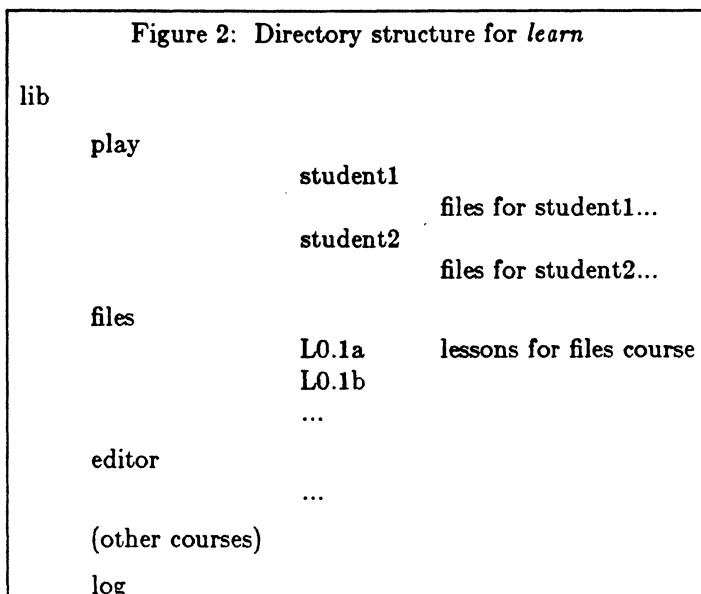 Figure 2: Directory structure for learn
lib
play
student1
files for student1...
student2
files for student2...
files
L0.1a lessons for files course
L0.1b
...
editor
...
(other courses)
log